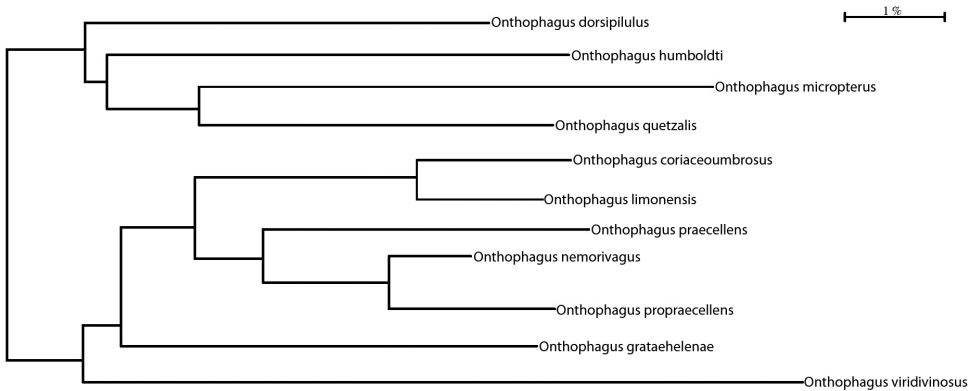 1 %
Onthophagus dorsipilulus
Onthophagus humboldti
Onthophagus micropterus
Onthophagus quetzalis
Onthophagus coriaceoumbrosus
Onthophagus limonensis
Onthophagus praecellens
Onthophagus nemorivagus
Onthophagus propraecellens
Onthophagus grataehelenae
Onthophagus viridivinosus